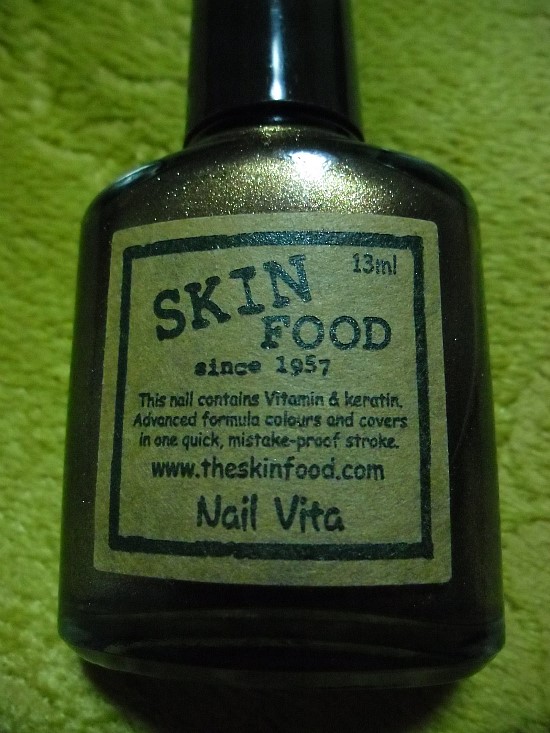 13ml
SKIN
FOOD
since 1957
This nail contains Vitamin & keratin.
Advanced formula colours and covers
in one quick, mistake-proof stroke.
www.theskinfood.com
Nail Vita